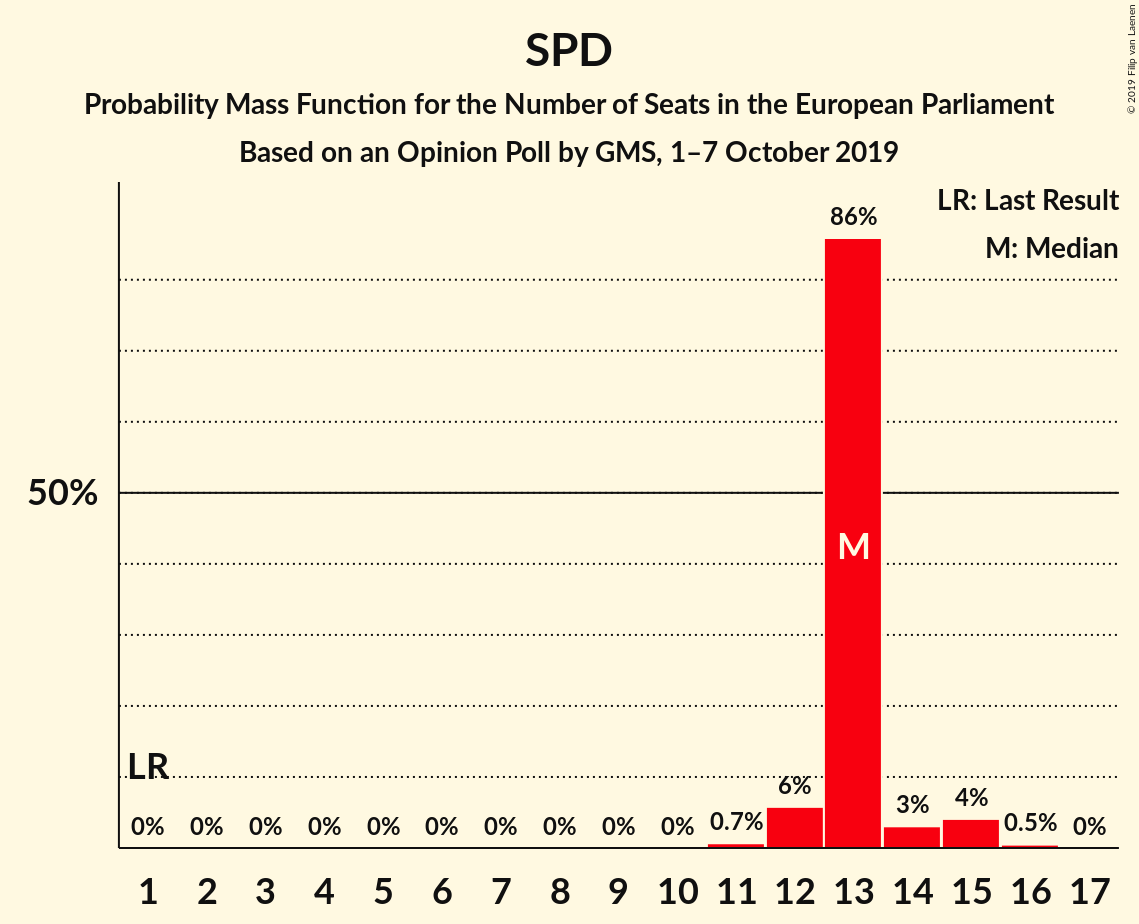 SPD
Probability Mass Function for the Number of Seats in the European Parliament
Based on an Opinion Poll by GMS, 1–7 October 2019
© 2019 Filip van Laenen
LR: Last Result
M: Median
86%
50%
M
LR
0% 0% 0% 0% 0% 0% 0% 0% 0% 0% 0.7% 6% 3% 4% 0.5% 0%
1 2 3 4 5 6 7 8 9 10 11 12 13 14 15 16 17